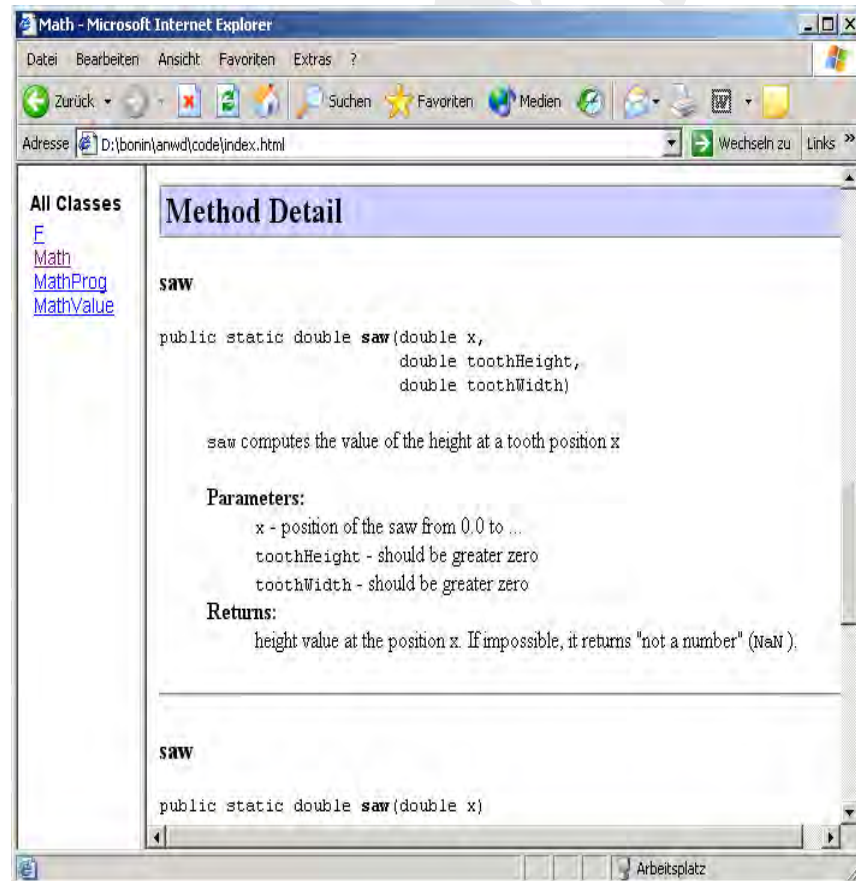 Math - Microsoft Internet Explorer
Datei Bearbeiten Ansicht Favoriten Extras ?
Zurück Suchen Favoriten Medien
Adresse D:\bonin\anwd\code\index.html Wechseln zu Links »
All Classes
F
Math
MathProg
MathValue
Method Detail
saw
public static double saw(double x,
double toothHeight,
double toothWidth)
saw computes the value of the height at a tooth position x
Parameters:
x - position of the saw from 0.0 to ...
toothHeight - should be greater zero
toothWidth - should be greater zero
Returns:
height value at the position x. If impossible, it returns "not a number" (NaN ).
saw
public static double saw(double x)
Arbeitsplatz